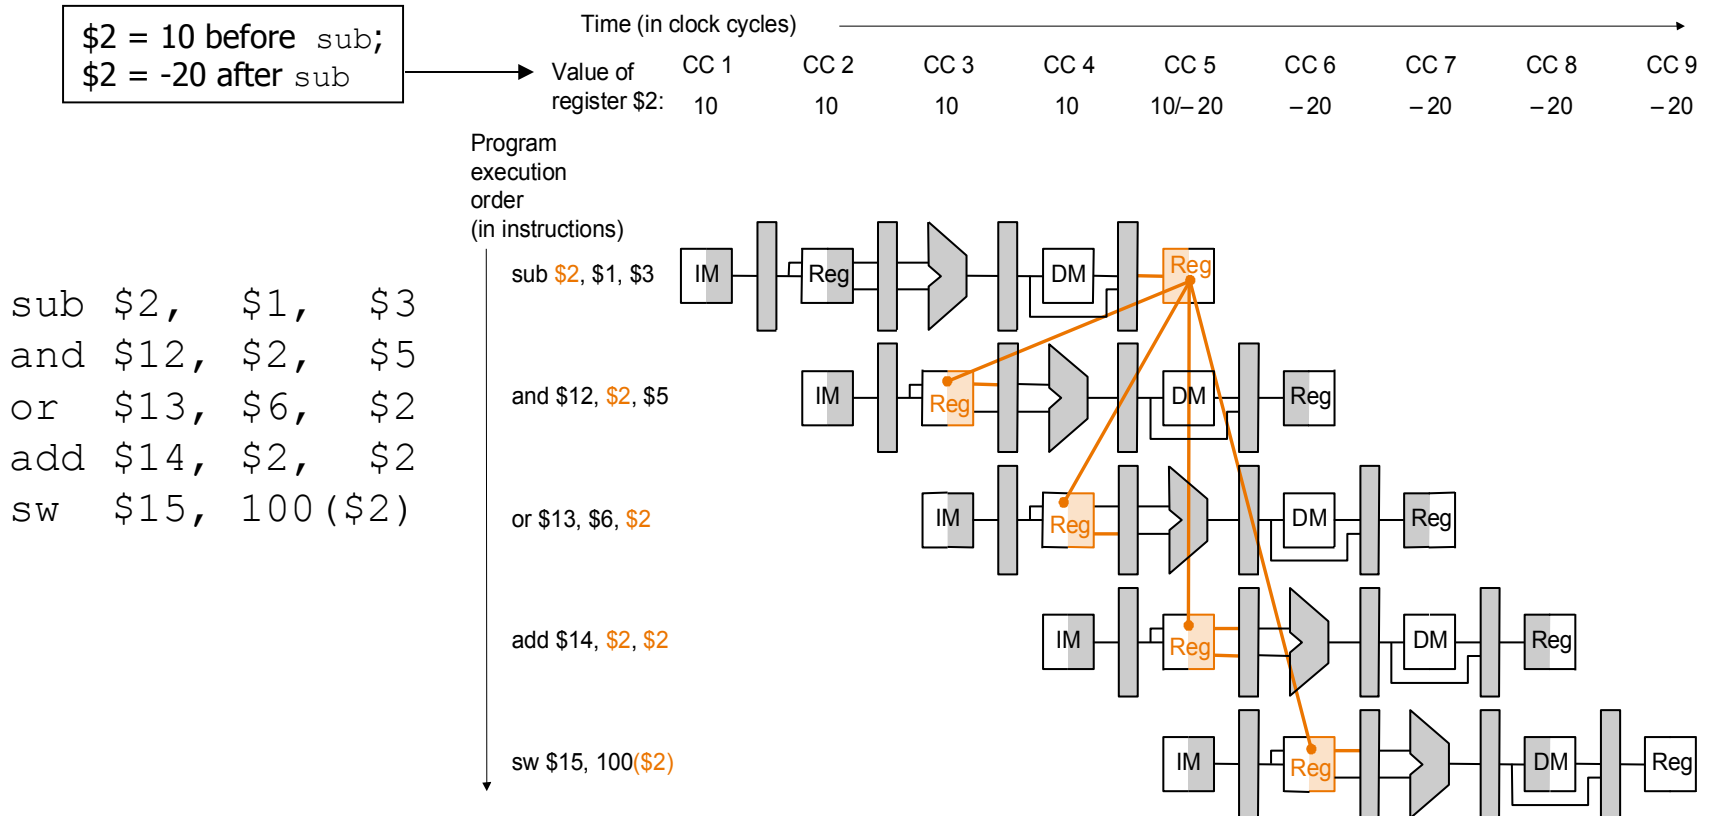 $2 = 10 before sub;
$2 = -20 after sub
Time (in clock cycles)
Value of register $2:
CC 1 CC 2 CC 3 CC 4 CC 5 CC 6 CC 7 CC 8 CC 9
10 10 10 10 10/–20 –20 –20 –20 –20
Program
execution
order
(in instructions)
sub $2, $1, $3
and $12, $2, $5
or $13, $6, $2
add $14, $2, $2
sw $15, 100($2)
sub $2, $1, $3
IM Reg DM Reg
and $12, $2, $5
IM Reg DM Reg
or $13, $6, $2
IM Reg DM Reg
add $14, $2, $2
IM Reg DM Reg
sw $15, 100($2)
IM Reg DM Reg